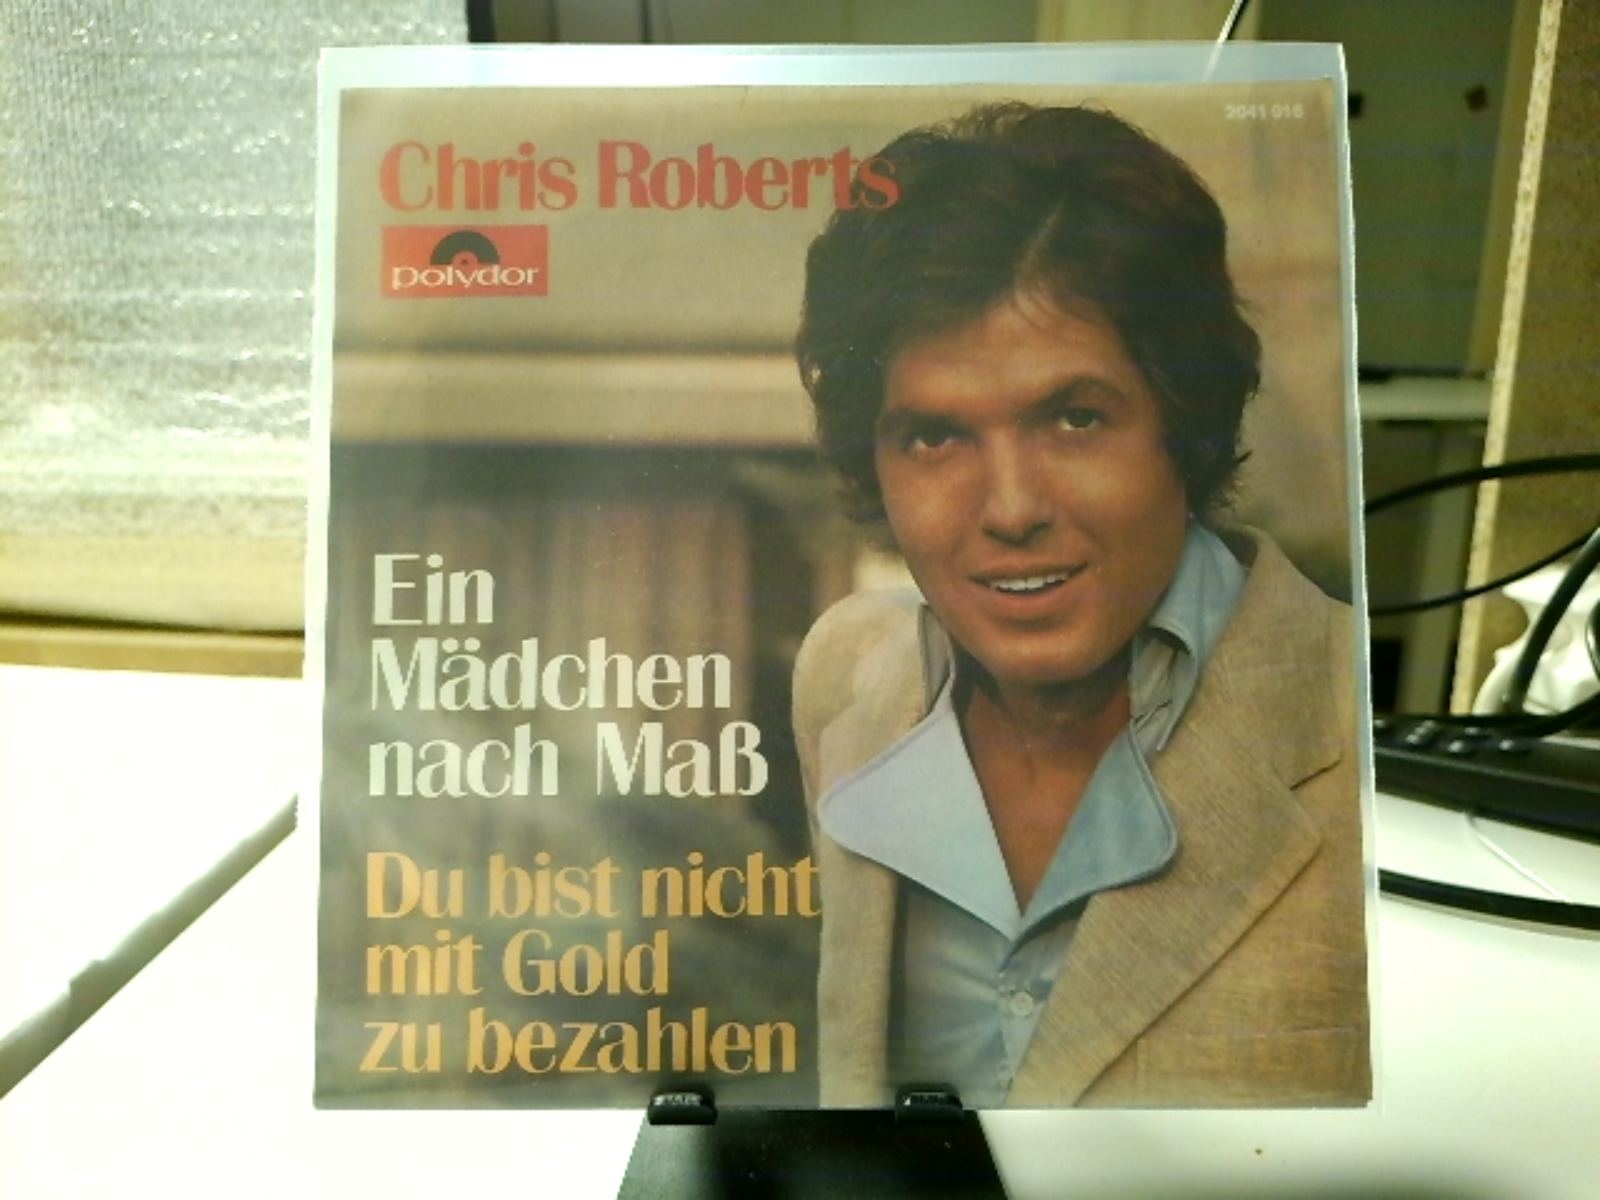 2041 016
Chris Roberts
polydor
Ein
Mädchen
nach Maß
Du bist nicht
mit Gold
zu bezahlen